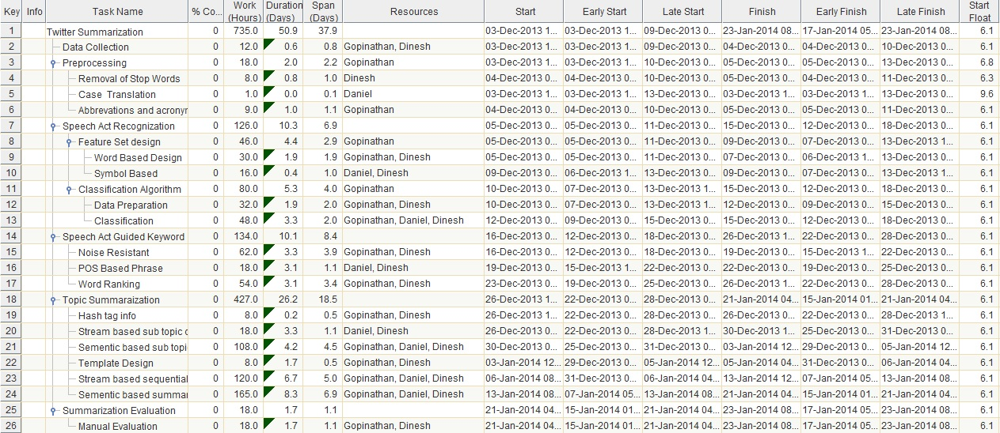 Key Info Task Name % Co... Work (Hours) Duration (Days) Span (Days) Resources Start Early Start Late Start Finish Early Finish Late Finish Start Float
1 Twitter Summarization 0 735.0 50.9 37.9 03-Dec-2013 1... 03-Dec-2013 1... 09-Dec-2013 0... 23-Jan-2014 08... 17-Jan-2014 05... 23-Jan-2014 08... 6.1
2 Data Collection 0 12.0 0.6 0.8 Gopinathan, Dinesh 03-Dec-2013 1... 03-Dec-2013 1... 09-Dec-2013 0... 04-Dec-2013 0... 04-Dec-2013 0... 10-Dec-2013 0... 6.1
3 Preprocessing 0 18.0 2.0 2.2 Gopinathan 03-Dec-2013 1... 03-Dec-2013 1... 10-Dec-2013 0... 05-Dec-2013 0... 05-Dec-2013 0... 13-Dec-2013 0... 6.8
4 Removal of Stop Words 0 8.0 0.8 1.0 Dinesh 04-Dec-2013 0... 04-Dec-2013 0... 10-Dec-2013 0... 05-Dec-2013 0... 04-Dec-2013 0... 11-Dec-2013 0... 6.3
5 Case Translation 0 1.0 0.0 0.1 Daniel 03-Dec-2013 1... 03-Dec-2013 1... 13-Dec-2013 0... 03-Dec-2013 1... 03-Dec-2013 1... 13-Dec-2013 0... 9.6
6 Abbrevations and acronyr 0 9.0 1.0 1.1 Gopinathan 04-Dec-2013 0... 04-Dec-2013 0... 10-Dec-2013 0... 05-Dec-2013 0... 05-Dec-2013 0... 11-Dec-2013 0... 6.1
7 Speech Act Recognization 0 126.0 10.3 6.9 05-Dec-2013 0... 05-Dec-2013 0... 11-Dec-2013 0... 15-Dec-2013 0... 12-Dec-2013 0... 18-Dec-2013 0... 6.1
8 Feature Set design 0 46.0 4.4 2.9 Gopinathan 05-Dec-2013 0... 05-Dec-2013 0... 11-Dec-2013 0... 09-Dec-2013 0... 07-Dec-2013 0... 13-Dec-2013 1... 6.1
9 Word Based Design 0 30.0 1.9 1.9 Gopinathan, Dinesh 05-Dec-2013 0... 05-Dec-2013 0... 11-Dec-2013 0... 07-Dec-2013 0... 06-Dec-2013 1... 13-Dec-2013 0... 6.1
10 Symbol Based 0 16.0 0.4 1.0 Daniel, Dinesh 09-Dec-2013 0... 06-Dec-2013 1... 13-Dec-2013 0... 09-Dec-2013 0... 07-Dec-2013 0... 13-Dec-2013 1... 6.1
11 Classification Algorithm 0 80.0 5.3 4.0 Gopinathan 10-Dec-2013 0... 07-Dec-2013 0... 13-Dec-2013 1... 15-Dec-2013 0... 12-Dec-2013 0... 18-Dec-2013 0... 6.1
12 Data Preparation 0 32.0 1.9 2.0 Gopinathan, Dinesh 10-Dec-2013 0... 07-Dec-2013 0... 13-Dec-2013 1... 12-Dec-2013 0... 09-Dec-2013 0... 15-Dec-2013 0... 6.1
13 Classification 0 48.0 3.3 2.0 Gopinathan, Daniel, Dinesh 12-Dec-2013 0... 09-Dec-2013 0... 15-Dec-2013 0... 15-Dec-2013 0... 12-Dec-2013 0... 18-Dec-2013 0... 6.1
14 Speech Act Guided Keyword 0 134.0 10.1 8.4 16-Dec-2013 0... 12-Dec-2013 0... 18-Dec-2013 0... 26-Dec-2013 1... 22-Dec-2013 0... 28-Dec-2013 0... 6.1
15 Noise Resistant 0 62.0 3.3 3.9 Gopinathan, Dinesh 16-Dec-2013 0... 12-Dec-2013 0... 18-Dec-2013 0... 19-Dec-2013 0... 15-Dec-2013 1... 22-Dec-2013 0... 6.1
16 POS Based Phrase 0 18.0 3.1 1.1 Daniel, Dinesh 19-Dec-2013 0... 15-Dec-2013 1... 22-Dec-2013 0... 22-Dec-2013 0... 19-Dec-2013 0... 25-Dec-2013 0... 6.1
17 Word Ranking 0 54.0 3.1 3.4 Gopinathan, Dinesh 23-Dec-2013 0... 19-Dec-2013 0... 25-Dec-2013 0... 26-Dec-2013 1... 22-Dec-2013 0... 28-Dec-2013 0... 6.1
18 Topic Summaraization 0 427.0 26.2 18.5 26-Dec-2013 1... 22-Dec-2013 0... 28-Dec-2013 0... 21-Jan-2014 04... 15-Jan-2014 01... 21-Jan-2014 04... 6.1
19 Hash tag info 0 8.0 0.2 0.5 Gopinathan, Dinesh 26-Dec-2013 1... 22-Dec-2013 0... 28-Dec-2013 0... 26-Dec-2013 0... 22-Dec-2013 0... 28-Dec-2013 1... 6.1
20 Stream based sub topic c 0 18.0 3.3 1.1 Daniel, Dinesh 26-Dec-2013 0... 22-Dec-2013 0... 28-Dec-2013 1... 30-Dec-2013 1... 25-Dec-2013 0... 31-Dec-2013 0... 6.1
21 Sementic based sub topi 0 108.0 4.2 4.5 Gopinathan, Daniel, Dinesh 30-Dec-2013 0... 25-Dec-2013 0... 31-Dec-2013 0... 03-Jan-2014 12... 29-Dec-2013 0... 05-Jan-2014 12... 6.1
22 Template Design 0 8.0 1.7 0.5 Gopinathan, Dinesh 03-Jan-2014 12... 29-Dec-2013 0... 05-Jan-2014 12... 05-Jan-2014 04... 31-Dec-2013 0... 06-Jan-2014 04... 6.1
23 Stream based sequential 0 120.0 6.7 5.0 Gopinathan, Daniel, Dinesh 06-Jan-2014 08... 31-Dec-2013 0... 06-Jan-2014 04... 13-Jan-2014 12... 07-Jan-2014 05... 13-Jan-2014 08... 6.1
24 Sementic based summar 0 165.0 8.3 6.9 Gopinathan, Daniel, Dinesh 13-Jan-2014 08... 07-Jan-2014 05... 13-Jan-2014 08... 21-Jan-2014 04... 15-Jan-2014 01... 21-Jan-2014 04... 6.1
25 Summarization Evaluation 0 18.0 1.7 1.1 21-Jan-2014 04... 15-Jan-2014 01... 21-Jan-2014 04... 23-Jan-2014 08... 17-Jan-2014 05... 23-Jan-2014 08... 6.1
26 Manual Evaluation 0 18.0 1.7 1.1 Gopinathan, Dinesh 21-Jan-2014 04... 15-Jan-2014 01... 21-Jan-2014 04... 23-Jan-2014 08... 17-Jan-2014 05... 23-Jan-2014 08... 6.1